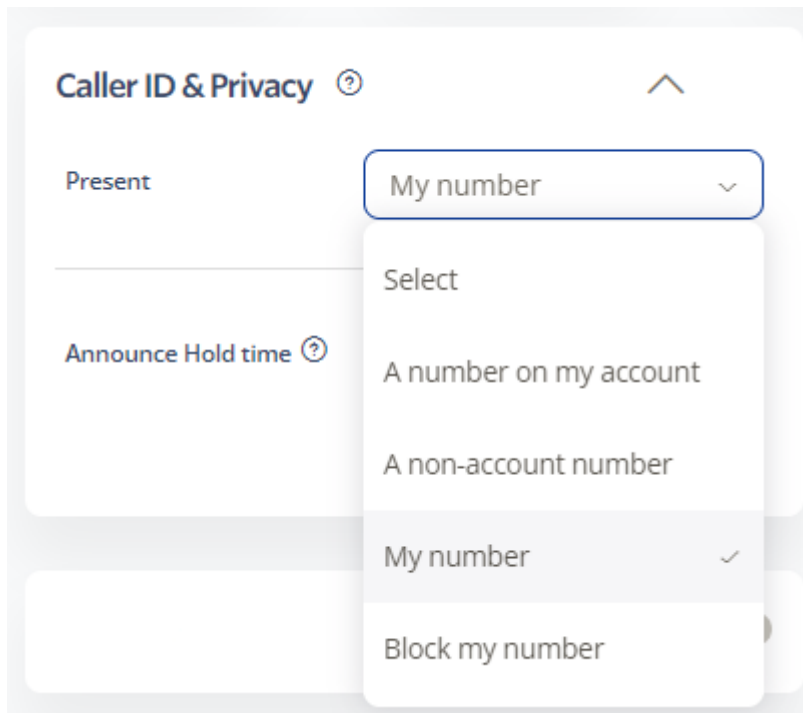 Caller ID & Privacy ?
Present
My number
Select
A number on my account
Announce Hold time ?
A non-account number
My number
Block my number